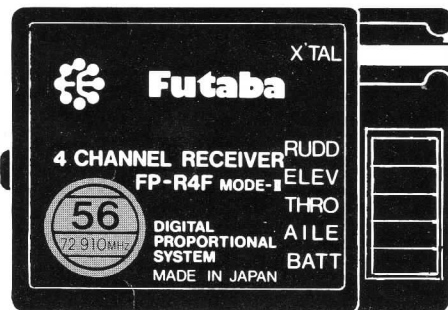 X'TAL
Futaba
4 CHANNEL RECEIVER
FP-R4F MODE-II
RUDD
ELEV
THRO
AILE
BATT
56
72·910MHz
DIGITAL
PROPORTIONAL
SYSTEM
MADE IN JAPAN